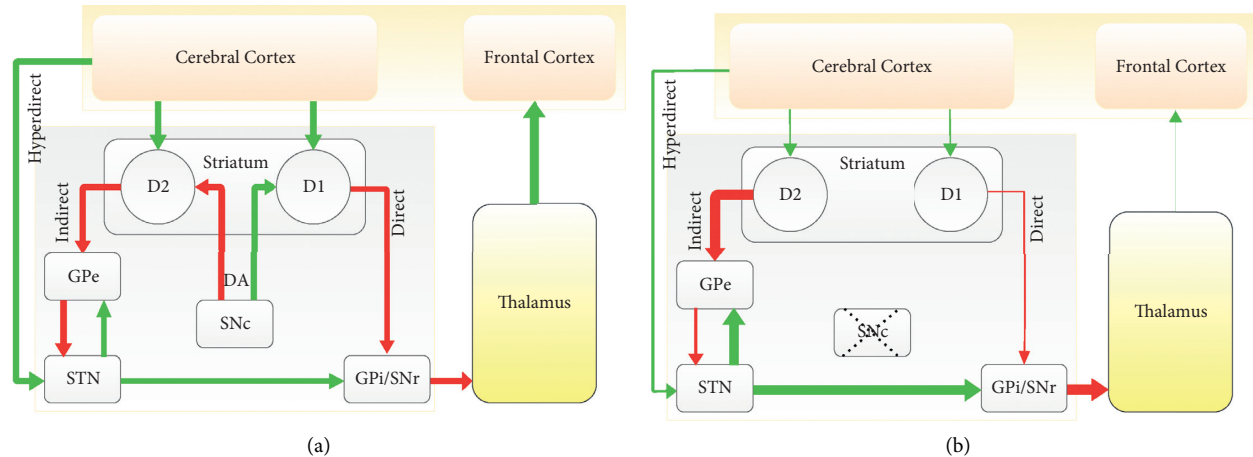 Cerebral Cortex
Frontal Cortex
Hyperdirect
Striatum
D2
D1
Indirect
Direct
GPe
DA
SNc
Thalamus
STN
GPi/SNr
(a)
Cerebral Cortex
Frontal Cortex
Hyperdirect
Striatum
D2
D1
Indirect
Direct
GPe
SNc
Thalamus
STN
GPi/SNr
(b)